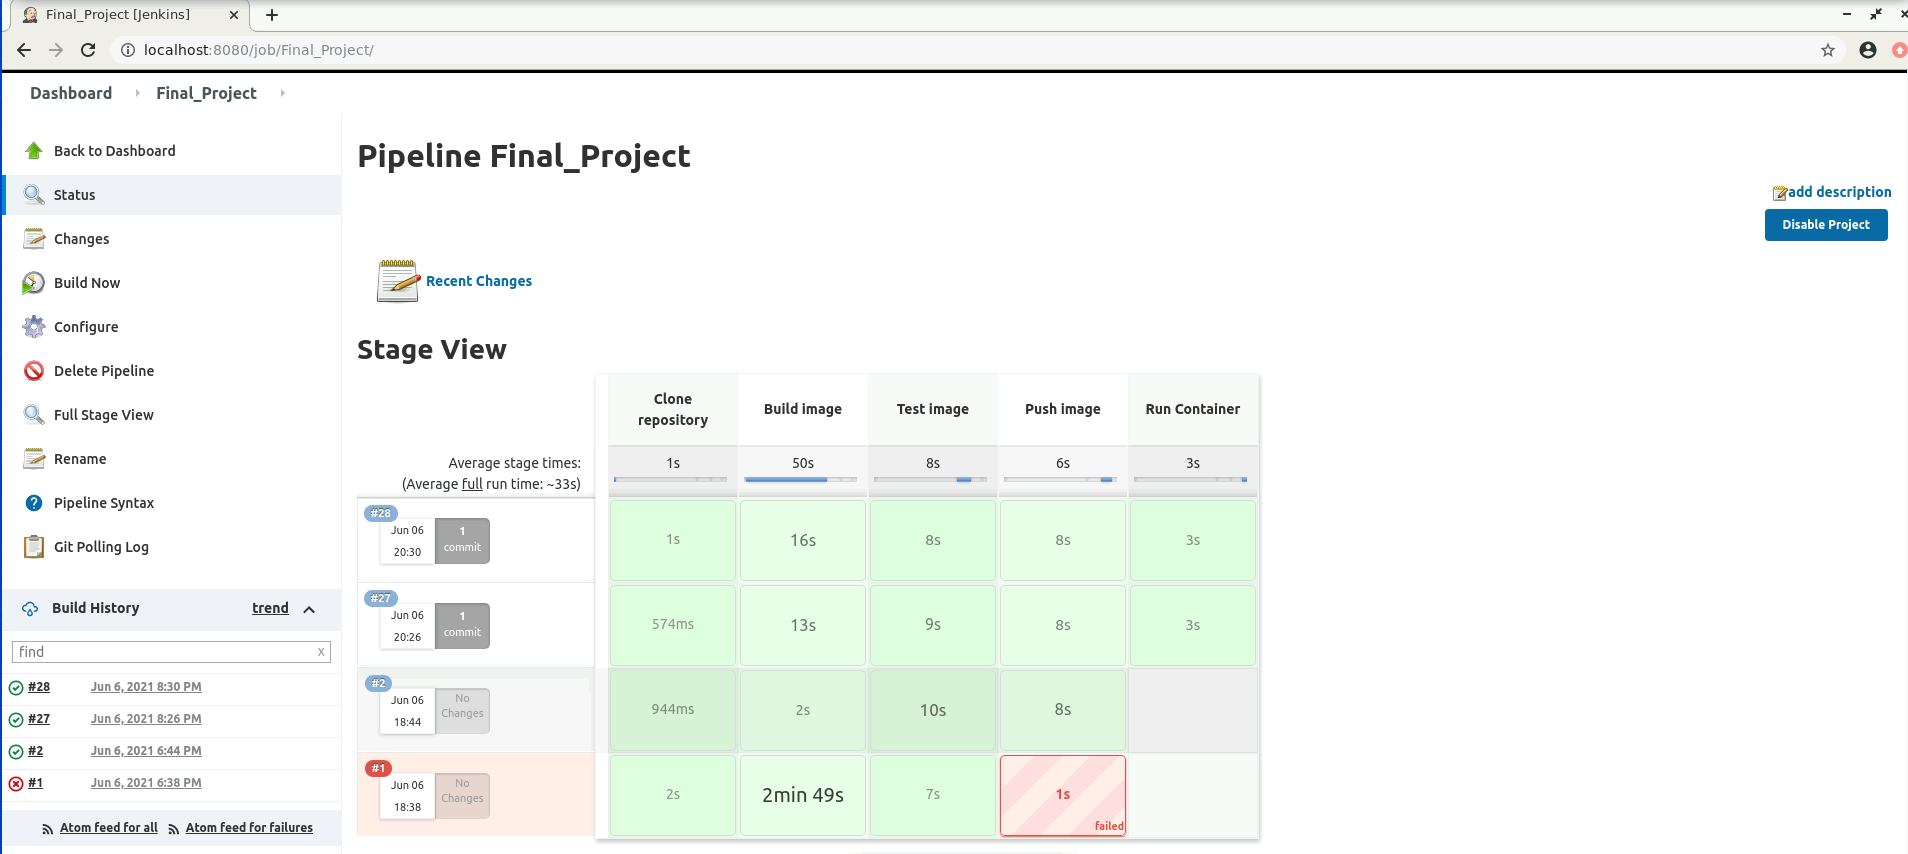 Final_Project [Jenkins]
localhost:8080/job/Final_Project/
Dashboard
Final_Project
Back to Dashboard
Status
Changes
Build Now
Configure
Delete Pipeline
Full Stage View
Rename
Pipeline Syntax
Git Polling Log
Build History
trend
find
x
#28 Jun 6, 2021 8:30 PM
#27 Jun 6, 2021 8:26 PM
#2 Jun 6, 2021 6:44 PM
#1 Jun 6, 2021 6:38 PM
Atom feed for all Atom feed for failures
Pipeline Final_Project
add description
Disable Project
Recent Changes
Stage View
Clone
repository
Build image
Test image
Push image
Run Container
Average stage times: 1s 50s 8s 6s 3s
(Average full run time: ~33s)
#28
Jun 06
20:30
1
commit
1s 16s 8s 8s 3s
#27
Jun 06
20:26
1
commit
574ms 13s 9s 8s 3s
#2
Jun 06
18:44
No
Changes
944ms 2s 10s 8s
#1
Jun 06
18:38
No
Changes
2s 2min 49s 7s 1s
failed